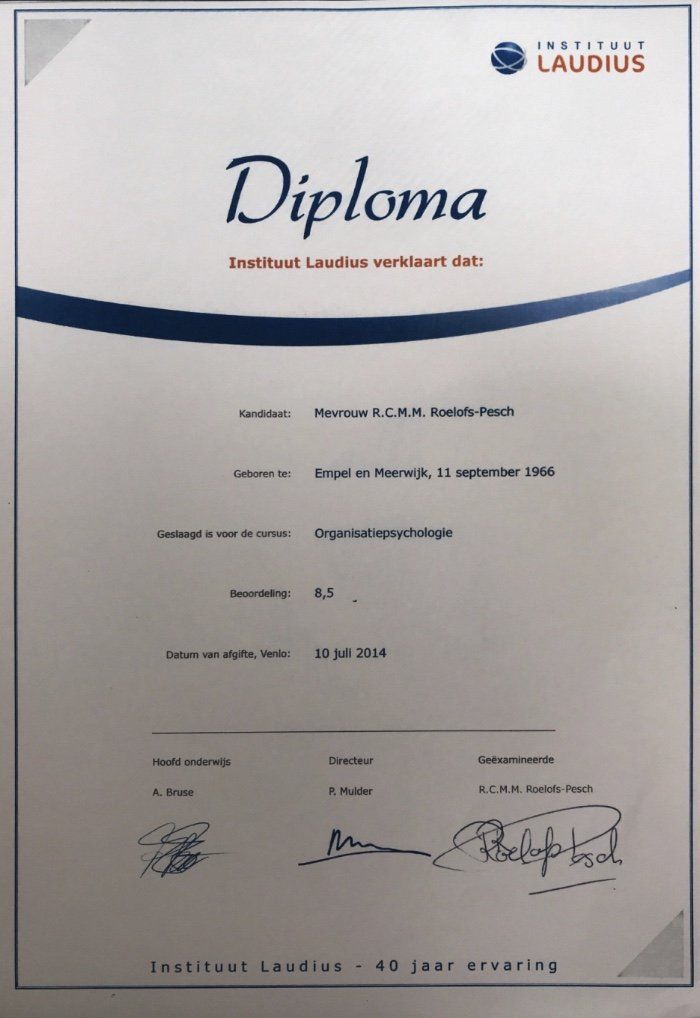 INSTITUUT
LAUDIUS
Diploma
Instituut Laudius verklaart dat:
Kandidaat: Mevrouw R.C.M.M. Roelofs-Pesch
Geboren te: Empel en Meerwijk, 11 september 1966
Geslaagd is voor de cursus: Organisatiepsychologie
Beoordeling: 8,5
Datum van afgifte, Venlo: 10 juli 2014
Hoofd onderwijs Directeur Geëxamineerde
A. Bruse P. Mulder R.C.M.M. Roelofs-Pesch
Instituut Laudius - 40 jaar ervaring